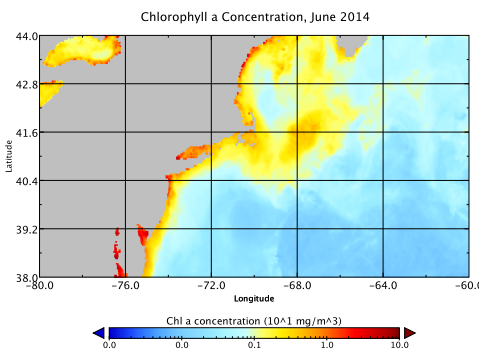 Chlorophyll a Concentration, June 2014
44.0
42.8
41.6
40.4
39.2
38.0
Latitude
-80.0 -76.0 -72.0 -68.0 -64.0 -60.0
Longitude
Chl a concentration (10^1 mg/m^3)
0.0 0.0 0.1 1.0 10.0